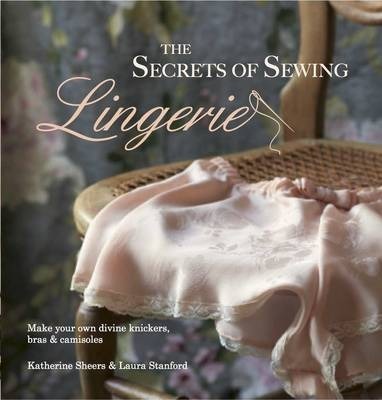 THE
SECRETS OF SEWING
Lingerie
Make your own divine knickers,
bras & camisoles
Katherine Sheers & Laura Stanford